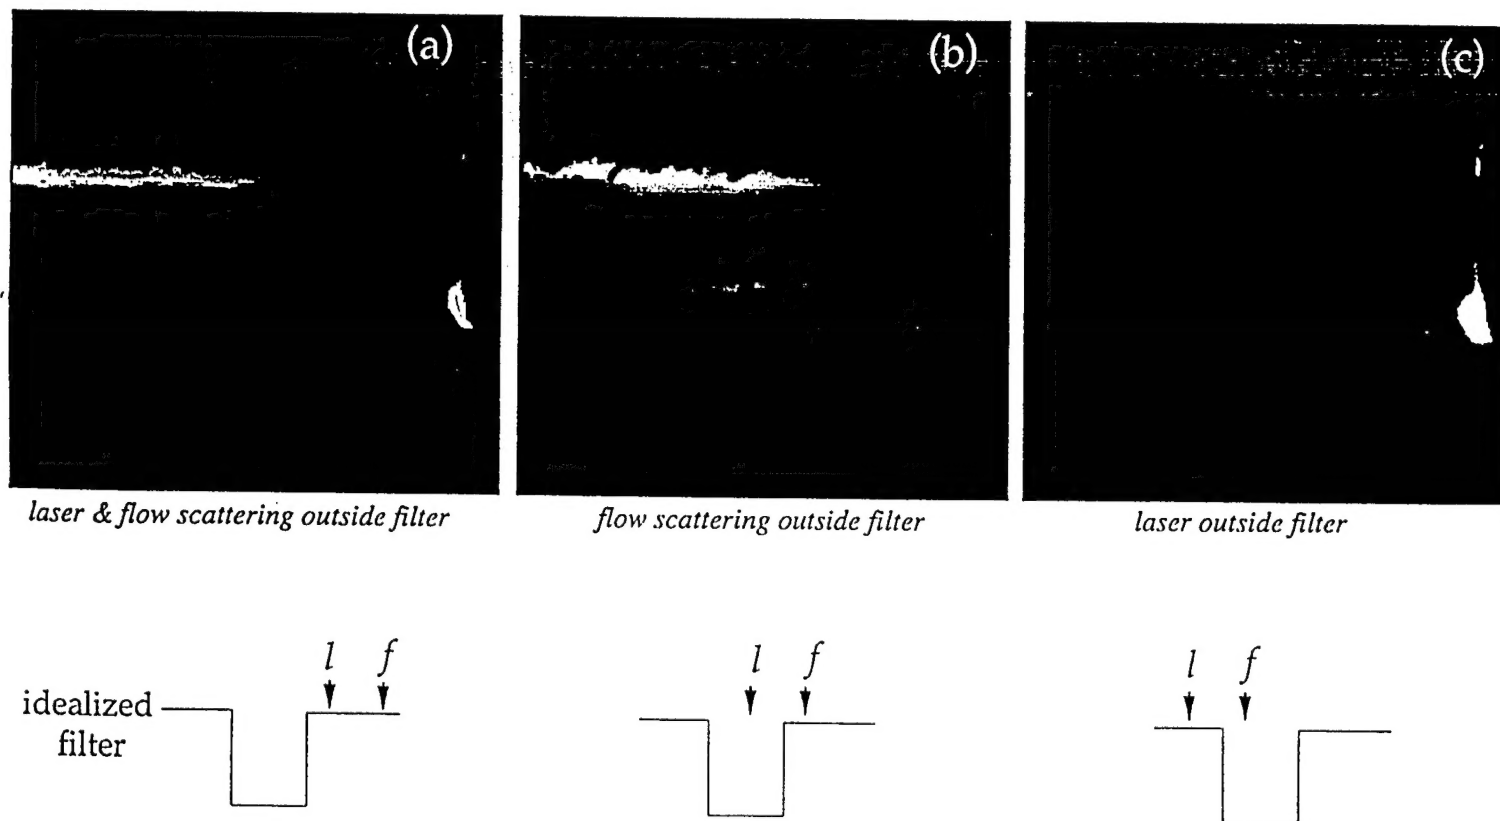 (a) (b) (c)
laser & flow scattering outside filter
flow scattering outside filter
laser outside filter
l f
l f
l f
idealized
filter